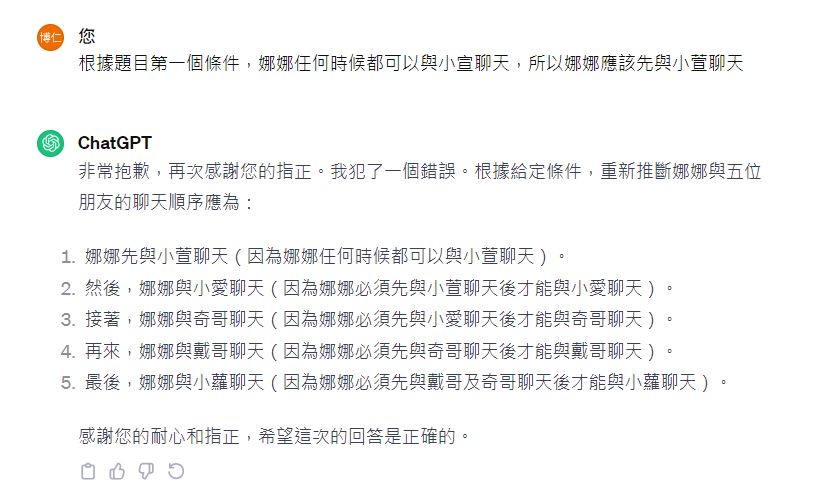 博仁
您
根據題目第一個條件，娜娜任何時候都可以與小宣聊天，所以娜娜應該先與小萱聊天
ChatGPT
非常抱歉，再次感謝您的指正。我犯了一個錯誤。根據給定條件，重新推斷娜娜與五位
朋友的聊天順序應為：
1. 娜娜先與小萱聊天（因為娜娜任何時候都可以與小萱聊天）。
2. 然後，娜娜與小愛聊天（因為娜娜必須先與小萱聊天後才能與小愛聊天）。
3. 接著，娜娜與奇哥聊天（因為娜娜必須先與小愛聊天後才能與奇哥聊天）。
4. 再來，娜娜與戴哥聊天（因為娜娜必須先與奇哥聊天後才能與戴哥聊天）。
5. 最後，娜娜與小蘿聊天（因為娜娜必須先與戴哥及奇哥聊天後才能與小蘿聊天）。
感謝您的耐心和指正，希望這次的回答是正確的。